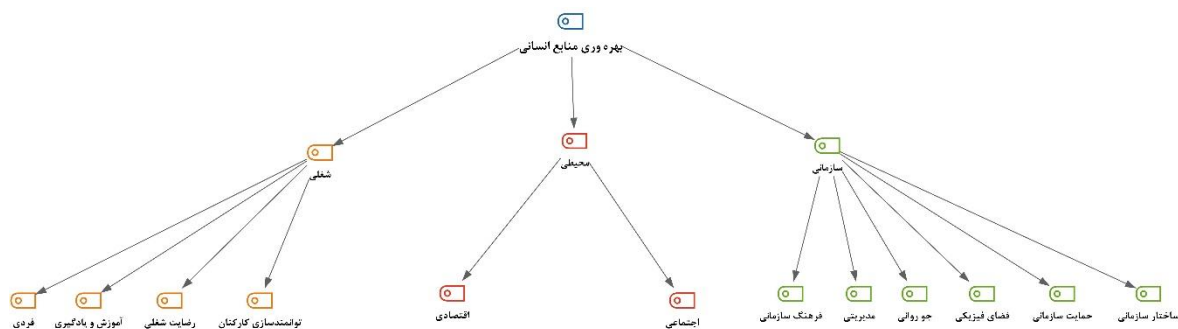 بهره وری منابع انسانی
سازمانی
محیطی
شغلی
ساختار سازمانی
حمایت سازمانی
فضای فیزیکی
جو روانی
مدیریتی
فرهنگ سازمانی
اجتماعی
اقتصادی
توانمندسازی کارکنان
رضایت شغلی
آموزش و یادگیری
فردی